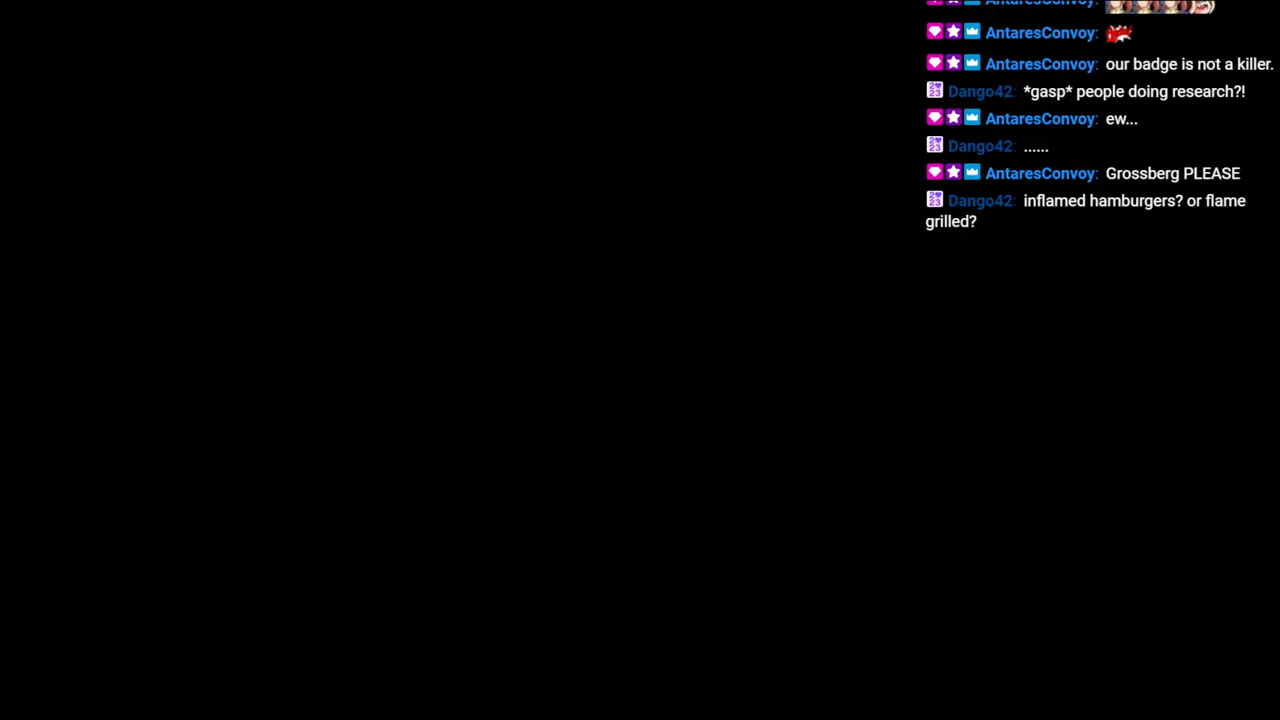 AntaresConvoy:
AntaresConvoy:
AntaresConvoy: our badge is not a killer.
Dango42: *gasp* people doing research?!
AntaresConvoy: ew...
Dango42: ......
AntaresConvoy: Grossberg PLEASE
Dango42: inflamed hamburgers? or flame
grilled?